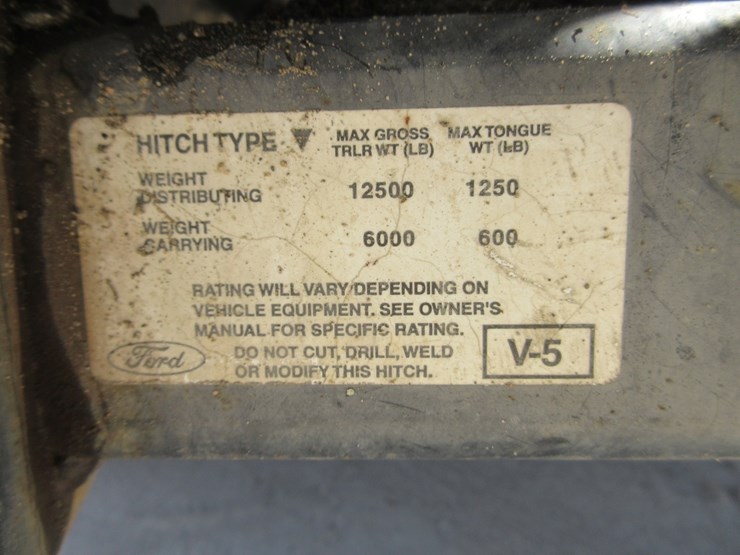 HITCH TYPE MAX GROSS TRLR WT (LB) MAX TONGUE WT (LB)
WEIGHT DISTRIBUTING 12500 1250
WEIGHT CARRYING 6000 600
RATING WILL VARY DEPENDING ON
VEHICLE EQUIPMENT. SEE OWNER'S
MANUAL FOR SPECIFIC RATING.
Ford DO NOT CUT, DRILL, WELD
OR MODIFY THIS HITCH.
V-5